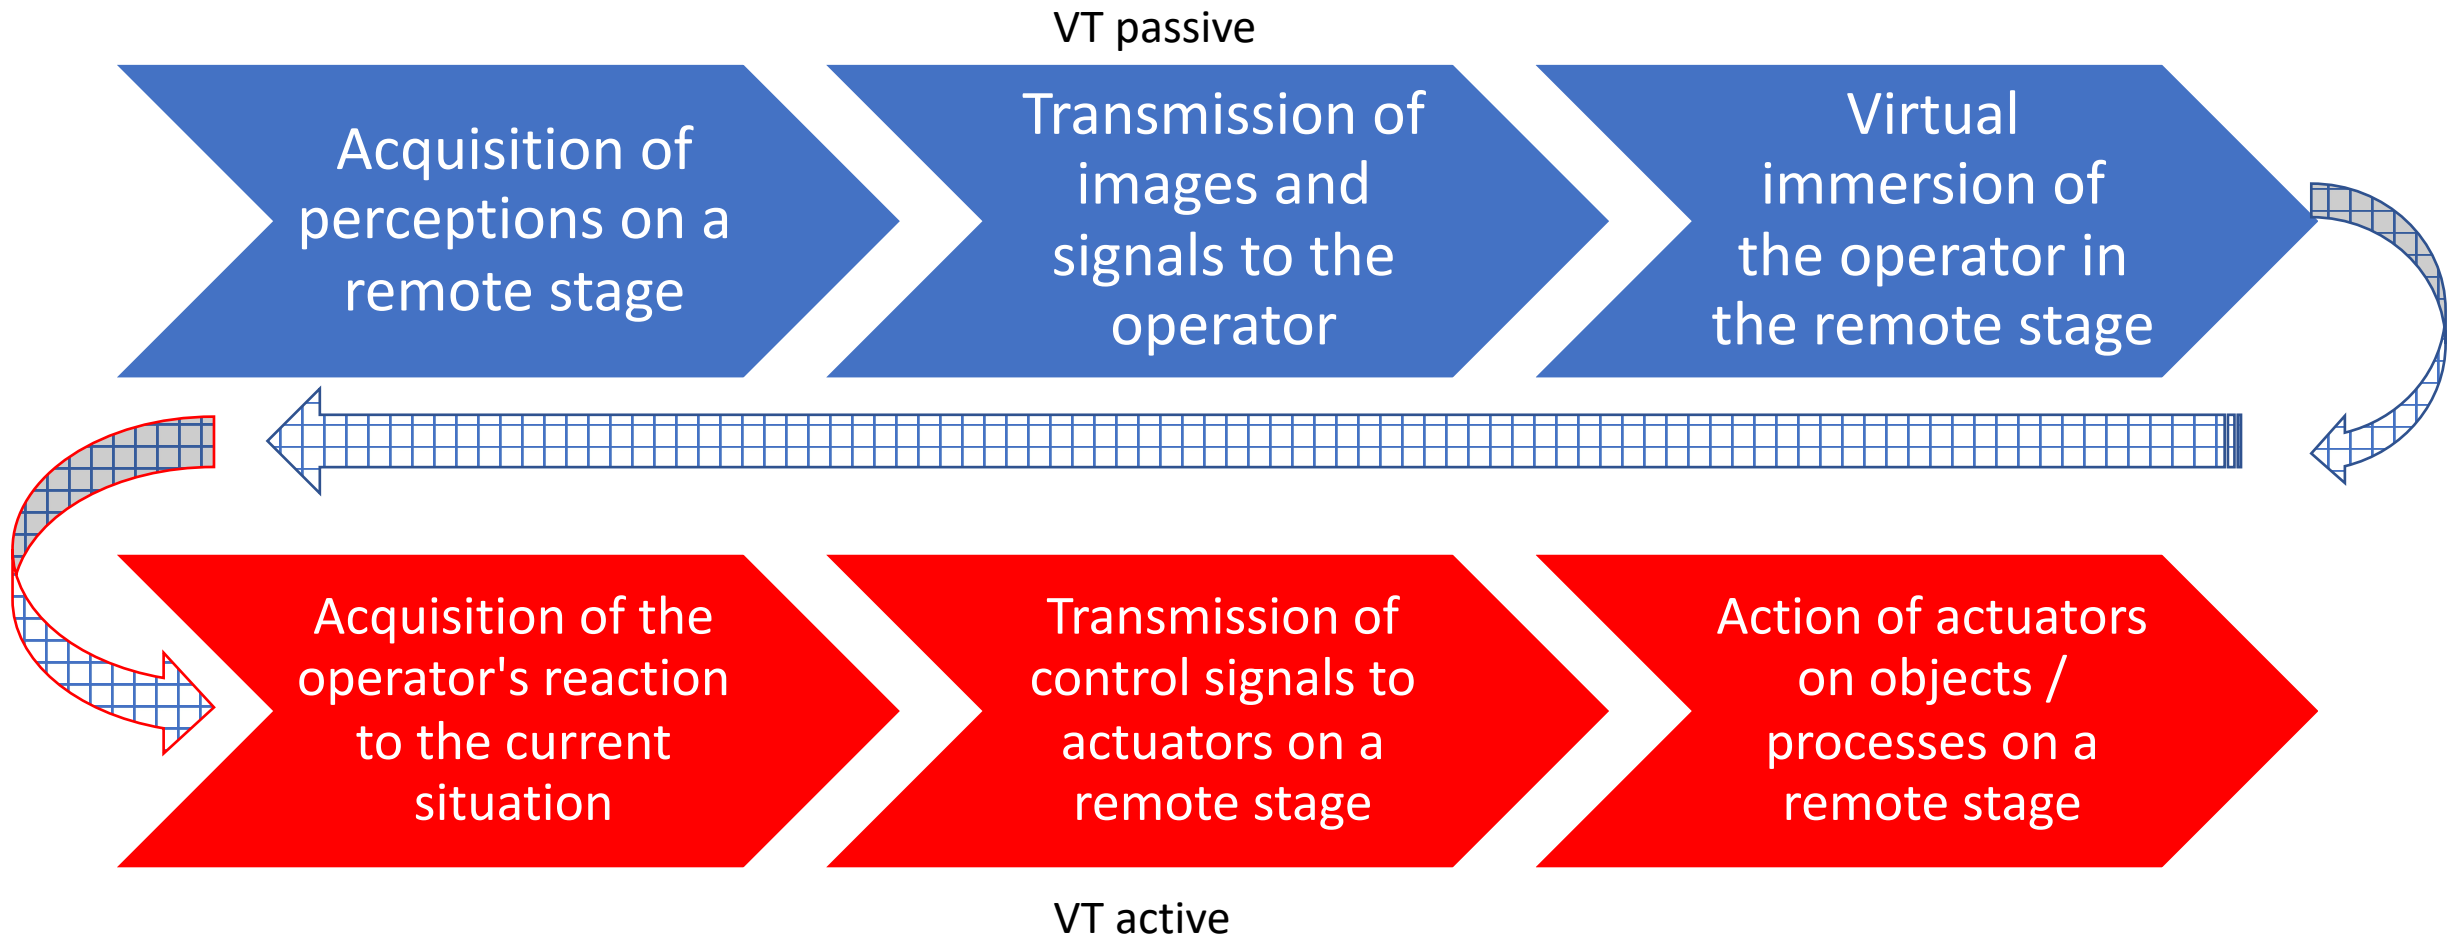 VT passive
Acquisition of
perceptions on a
remote stage
Transmission of
images and
signals to the
operator
Virtual
immersion of
the operator in
the remote stage
Acquisition of the
operator's reaction
to the current
situation
Transmission of
control signals to
actuators on a
remote stage
Action of actuators
on objects /
processes on a
remote stage
VT active